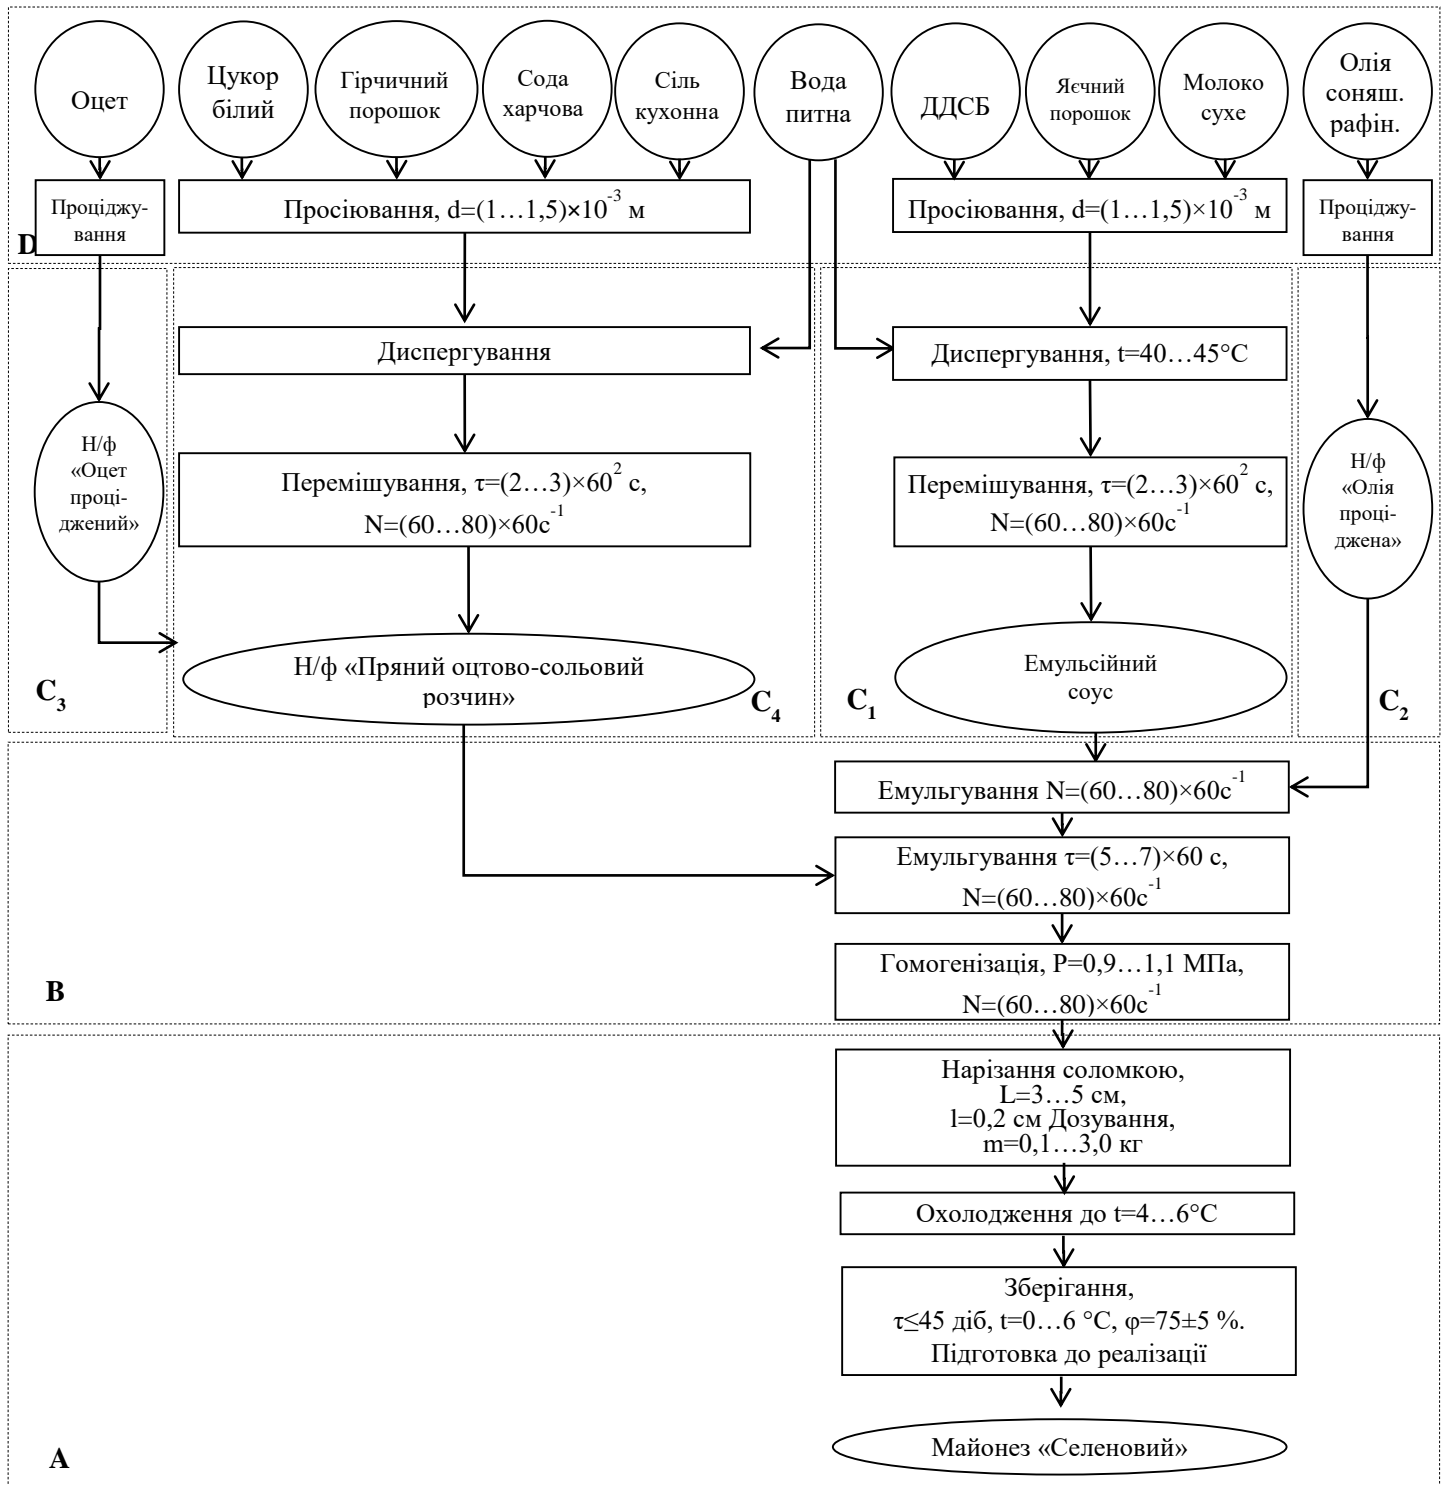 Оцет
Цукор
білий
Гірчичний
порошок
Сода
харчова
Сіль
кухонна
Вода
питна
ДДСБ
Яєчний
порошок
Молоко
сухе
Олія
соняш.
рафін.
Проціджу-
вання
Просіювання, d=(1…1,5)×10⁻³ м
Просіювання, d=(1…1,5)×10⁻³ м
Проціджу-
вання
D
Диспергування
Диспергування, t=40…45°С
Н/ф
«Оцет
проці-
джений»
Перемішування, τ=(2…3)×60² с,
N=(60…80)×60с⁻¹
Перемішування, τ=(2…3)×60² с,
N=(60…80)×60с⁻¹
Н/ф
«Олія
проці-
джена»
Н/ф «Пряний оцтово-сольовий
розчин»
Емульсійний
соус
C₃
C₄
C₁
C₂
Емульгування N=(60…80)×60с⁻¹
Емульгування τ=(5…7)×60 с,
N=(60…80)×60с⁻¹
Гомогенізація, Р=0,9…1,1 МПа,
N=(60…80)×60с⁻¹
B
Нарізання соломкою,
L=3…5 см,
l=0,2 см Дозування,
m=0,1…3,0 кг
Охолодження до t=4…6°С
Зберігання,
τ≤45 діб, t=0…6 °С, φ=75±5 %.
Підготовка до реалізації
Майонез «Селеновий»
A